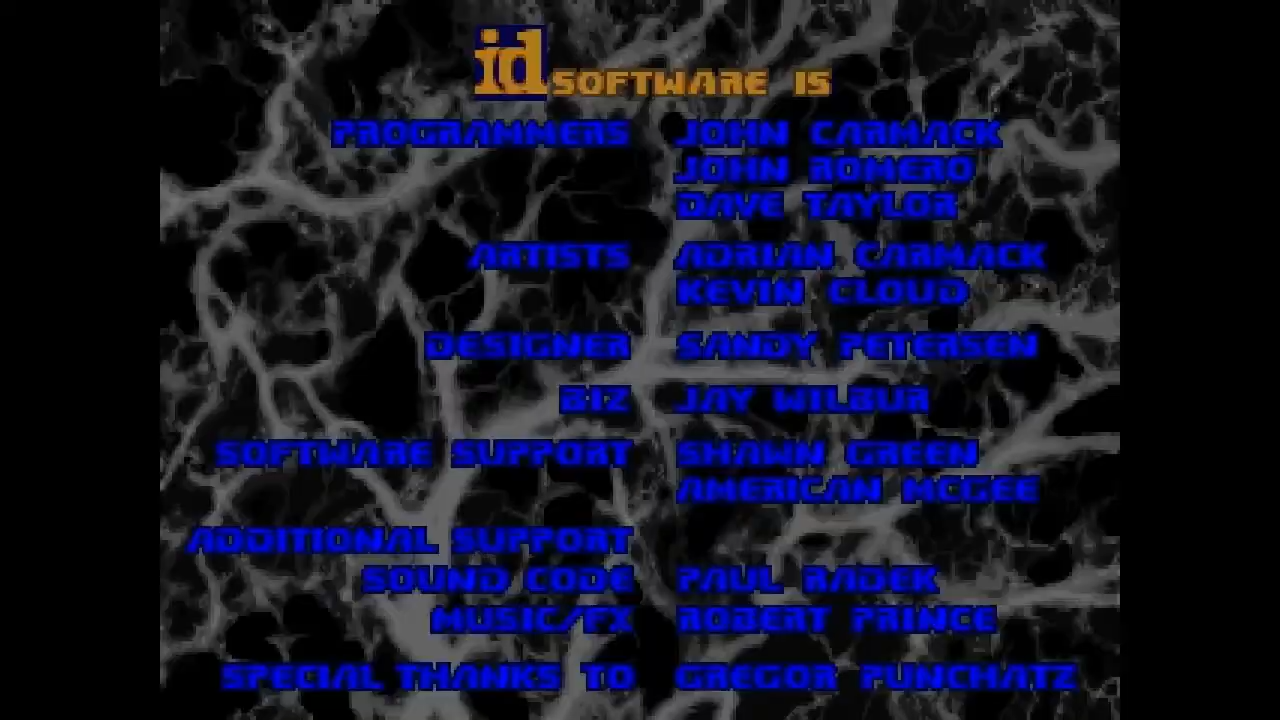 id SOFTWARE IS
PROGRAMMERS JOHN CARMACK
JOHN ROMERO
DAVE TAYLOR
ARTISTS ADRIAN CARMACK
KEVIN CLOUD
DESIGNER SANDY PETERSEN
BIZ JAY WILBUR
SOFTWARE SUPPORT SHAWN GREEN
AMERICAN MCGEE
ADDITIONAL SUPPORT
SOUND CODE PAUL RADEK
MUSIC/FX ROBERT PRINCE
SPECIAL THANKS TO GREGOR PUNCHATZ